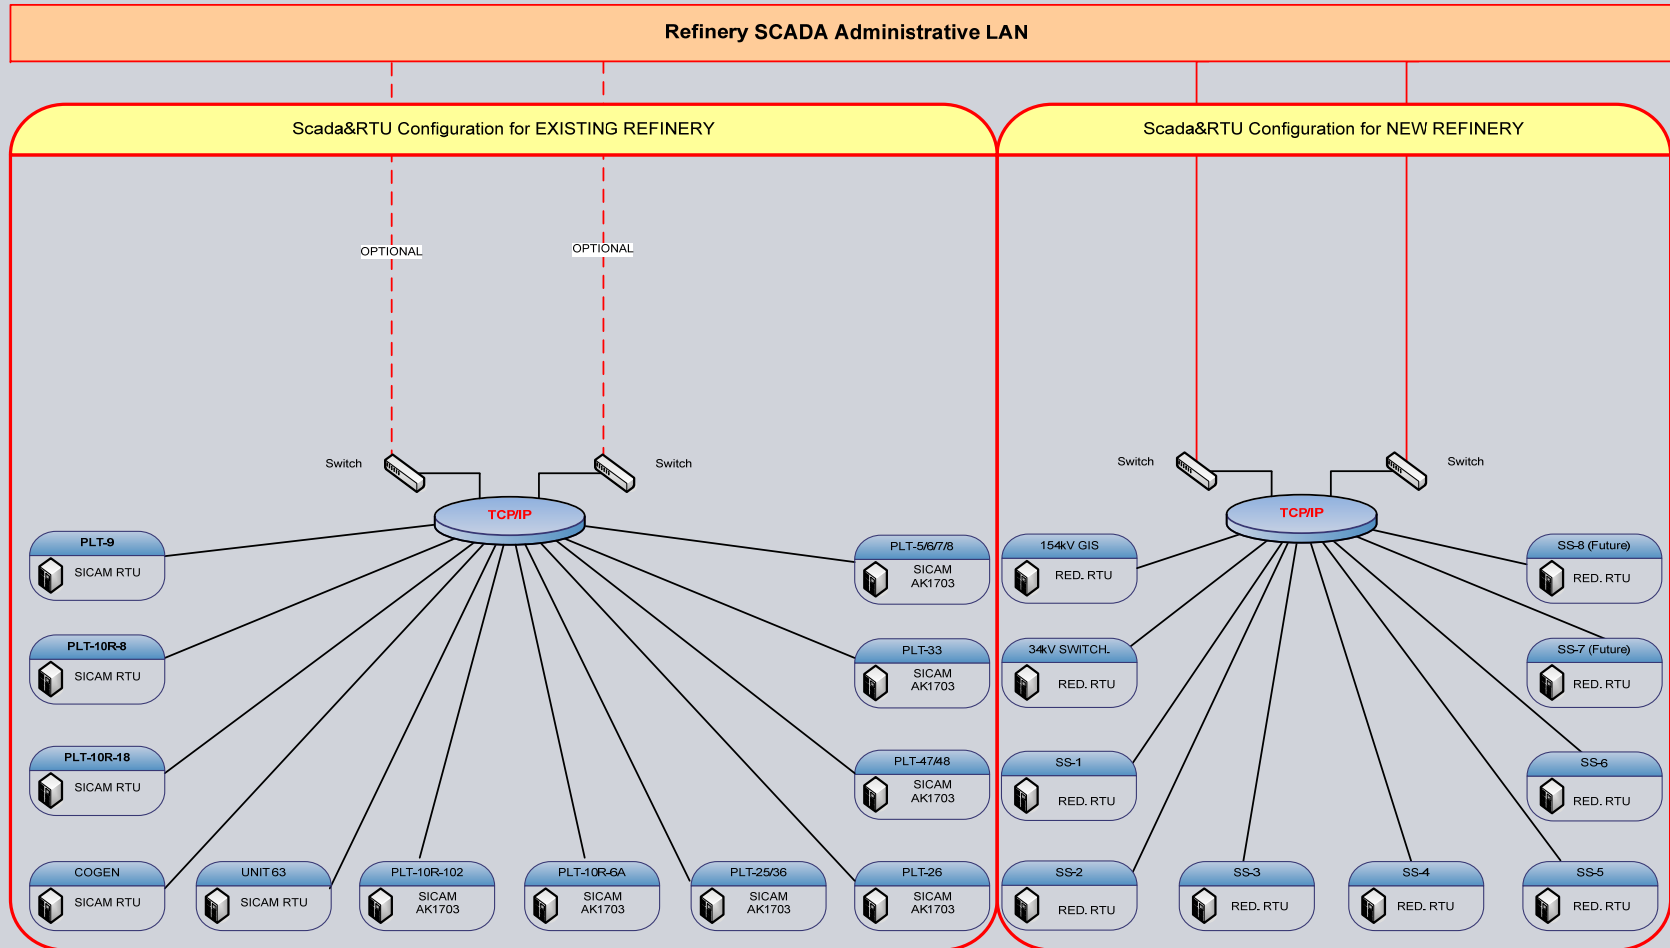 Refinery SCADA Administrative LAN
Scada&RTU Configuration for EXISTING REFINERY
Scada&RTU Configuration for NEW REFINERY
OPTIONAL
OPTIONAL
Switch
Switch
Switch
Switch
TCP/IP
TCP/IP
PLT-9
SICAM RTU
PLT-5/6/7/8
SICAM
AK1703
154kV GIS
RED. RTU
SS-8 (Future)
RED. RTU
PLT-10R-8
SICAM RTU
PLT-33
SICAM
AK1703
34kV SWITCH.
RED. RTU
SS-7 (Future)
RED. RTU
PLT-10R-18
SICAM RTU
PLT-47/48
SICAM
AK1703
SS-1
RED. RTU
SS-6
RED. RTU
COGEN
SICAM RTU
UNIT 63
SICAM RTU
PLT-10R-102
SICAM
AK1703
PLT-10R-6A
SICAM
AK1703
PLT-25/36
SICAM
AK1703
PLT-26
SICAM
AK1703
SS-2
RED. RTU
SS-3
RED. RTU
SS-4
RED. RTU
SS-5
RED. RTU